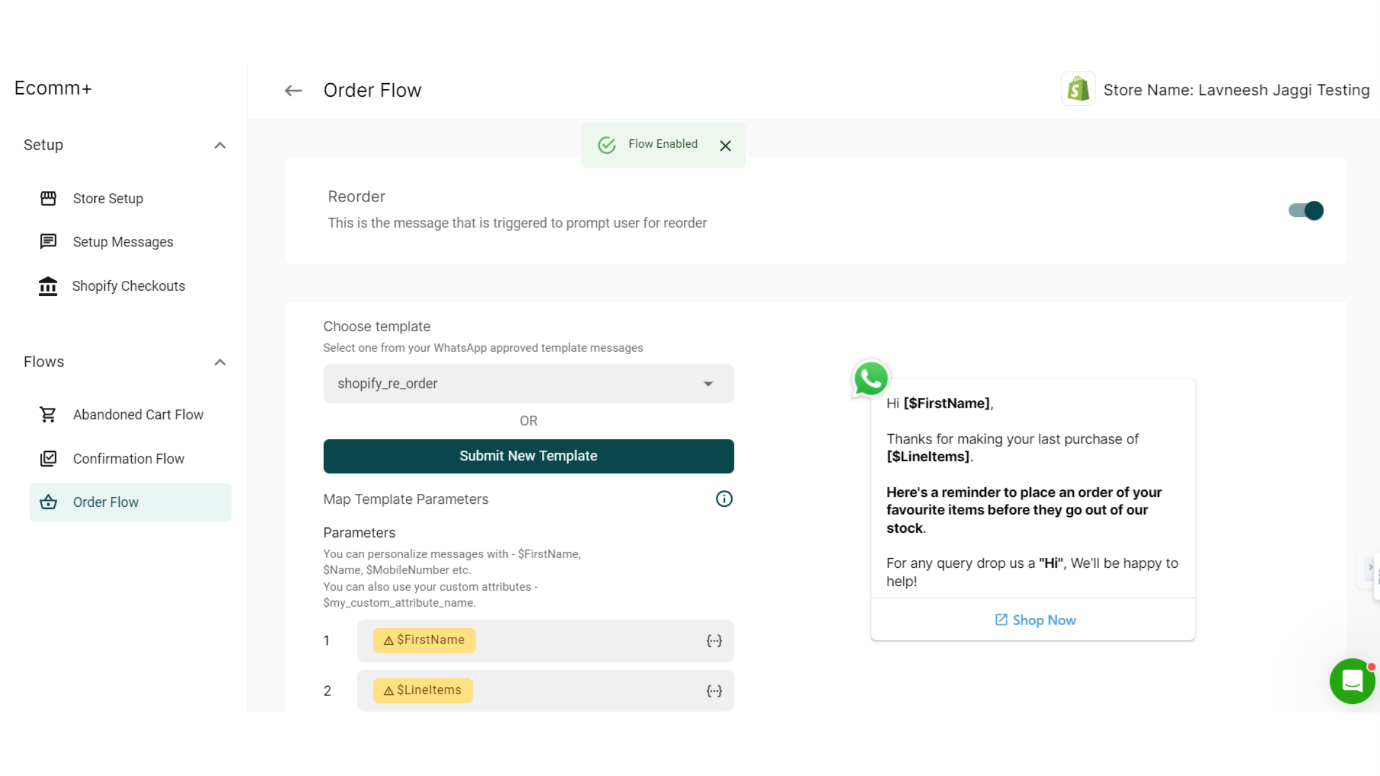 Ecomm+
Order Flow
Store Name: Lavneesh Jaggi Testing
Setup
Store Setup
Setup Messages
Shopify Checkouts
Flows
Abandoned Cart Flow
Confirmation Flow
Order Flow
Flow Enabled
Reorder
This is the message that is triggered to prompt user for reorder
Choose template
Select one from your WhatsApp approved template messages
shopify_re_order
OR
Submit New Template
Map Template Parameters
Parameters
You can personalize messages with - $FirstName,
$Name, $MobileNumber etc.
You can also use your custom attributes -
$my_custom_attribute_name.
1 $FirstName {··}
2 $LineItems {··}
Hi [$FirstName],
Thanks for making your last purchase of
[$LineItems].
Here's a reminder to place an order of your
favourite items before they go out of our
stock.
For any query drop us a "Hi", We'll be happy to
help!
Shop Now